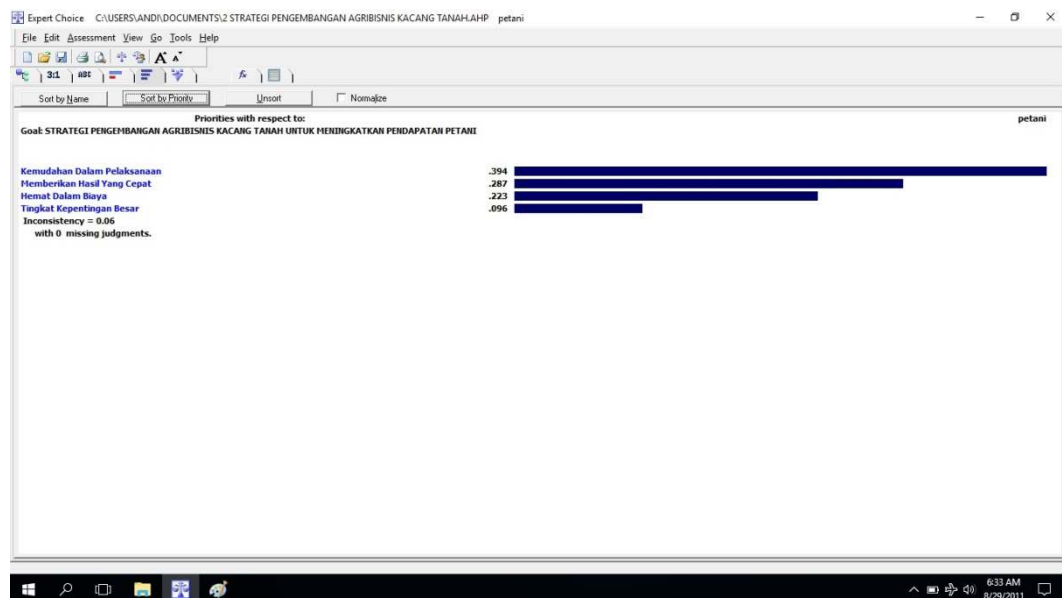 Expert Choice C:\USERS\ANDI\DOCUMENTS\2 STRATEGI PENGEMBANGAN AGRIBISNIS KACANG TANAH.AHP petani
File Edit Assessment View Go Tools Help
3:1 ABC
Sort by Name Sort by Priority Unsort Normalize
Priorities with respect to: petani
Goal: STRATEGI PENGEMBANGAN AGRIBISNIS KACANG TANAH UNTUK MENINGKATKAN PENDAPATAN PETANI
Kemudahan Dalam Pelaksanaan .394
Memberikan Hasil Yang Cepat .287
Hemat Dalam Biaya .223
Tingkat Kepentingan Besar .096
Inconsistency = 0.06
with 0 missing judgments.
6:33 AM
8/29/2011